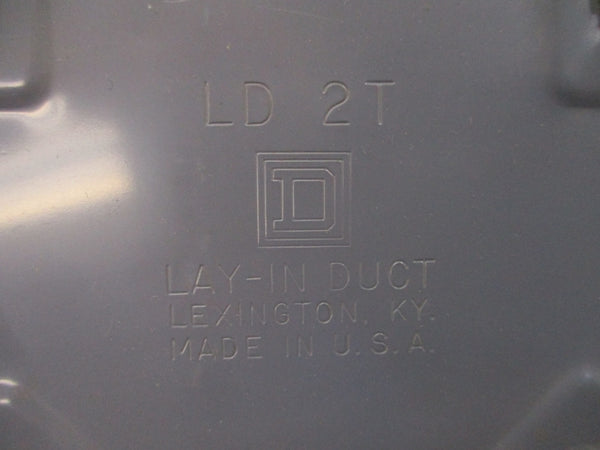 LD 2T
D
LAY-IN DUCT
LEXINGTON, KY.
MADE IN U.S.A.